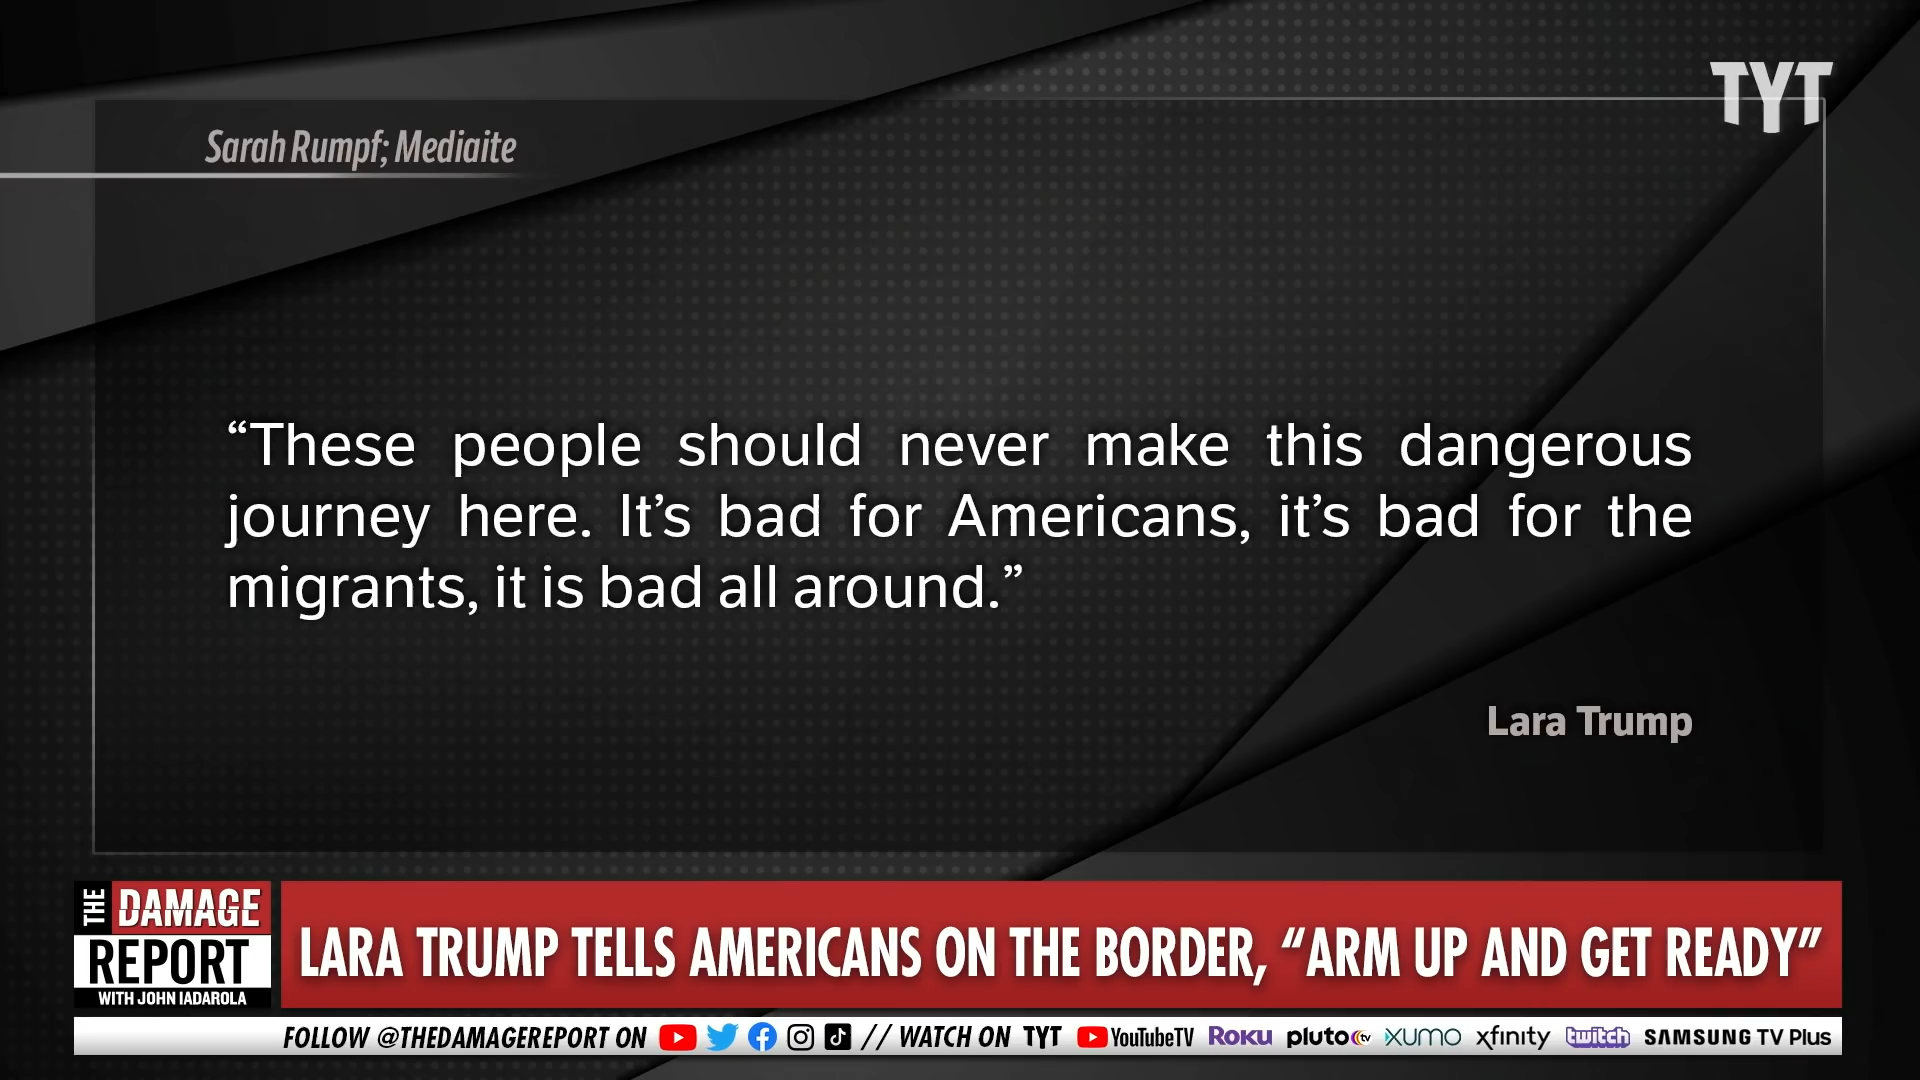 TYT
Sarah Rumpf; Mediaite
“These people should never make this dangerous
journey here. It’s bad for Americans, it’s bad for the
migrants, it is bad all around.”
Lara Trump
THE DAMAGE
REPORT
WITH JOHN IADAROLA
LARA TRUMP TELLS AMERICANS ON THE BORDER, “ARM UP AND GET READY”
FOLLOW @THEDAMAGEREPORT ON // WATCH ON TYT YouTubeTV ROKU pluto tv XUMO xfinity twitch SAMSUNG TV Plus